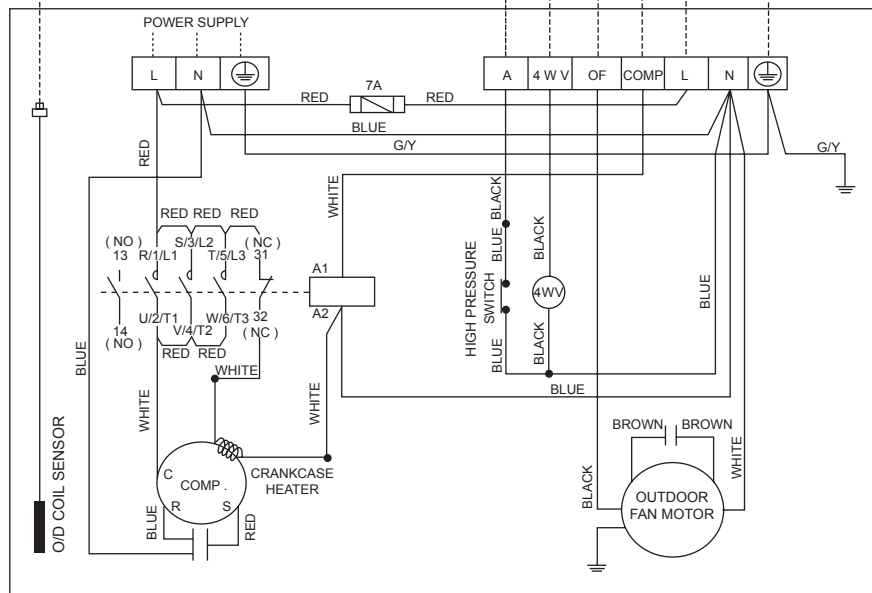 POWER SUPPLY
L N
A 4 W V OF COMP L N
7A
RED RED
BLUE
G/Y
G/Y
RED
WHITE
BLACK
BLUE
BLACK
RED RED RED
( NO ) S/3/L2 ( NC )
13 R/1/L1 T/5/L3 31
A1
A2
U/2/T1 W/6/T3 32
14 V/4/T2 ( NC )
( NO )
RED RED
HIGH PRESSURE
SWITCH
4WV
BLUE
BLUE
BLACK
BLUE
WHITE
WHITE
WHITE
BLUE
BROWN BROWN
WHITE
BLACK
C
COMP .
R S
CRANKCASE
HEATER
BLUE
RED
OUTDOOR
FAN MOTOR
O/D COIL SENSOR